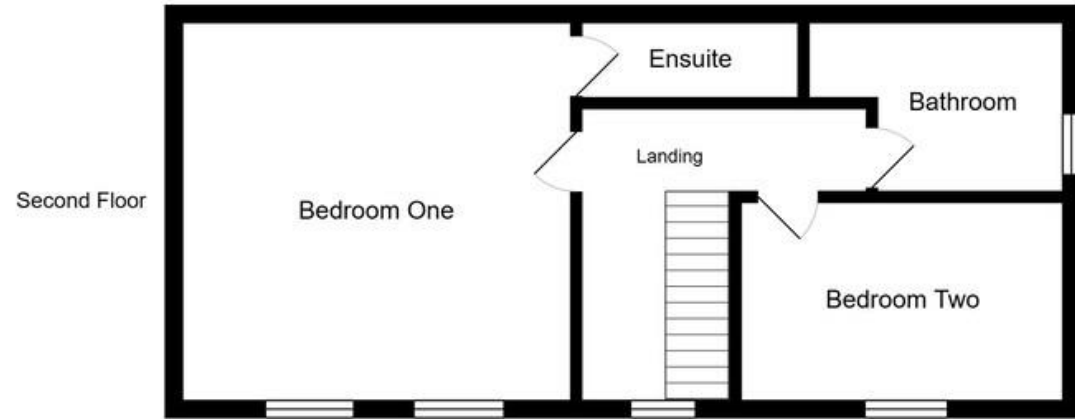 Ensuite
Bathroom
Landing
Second Floor
Bedroom One
Bedroom Two